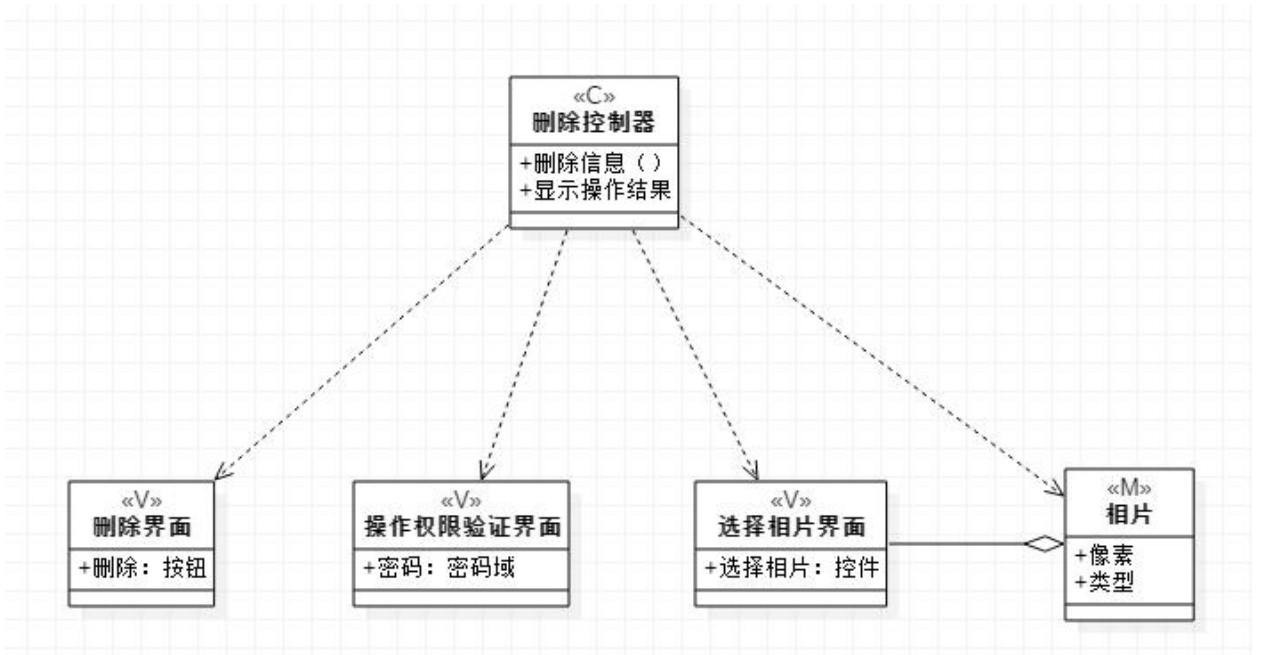 «C»
删除控制器
+删除信息（）
+显示操作结果
«V»
删除界面
+删除：按钮
«V»
操作权限验证界面
+密码：密码域
«V»
选择相片界面
+选择相片：控件
«M»
相片
+像素
+类型